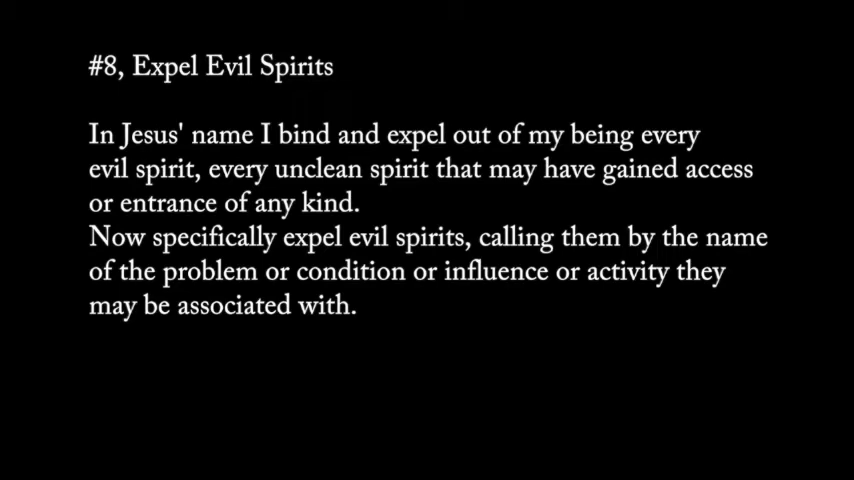 #8, Expel Evil Spirits
In Jesus' name I bind and expel out of my being every
evil spirit, every unclean spirit that may have gained access
or entrance of any kind.
Now specifically expel evil spirits, calling them by the name
of the problem or condition or influence or activity they
may be associated with.